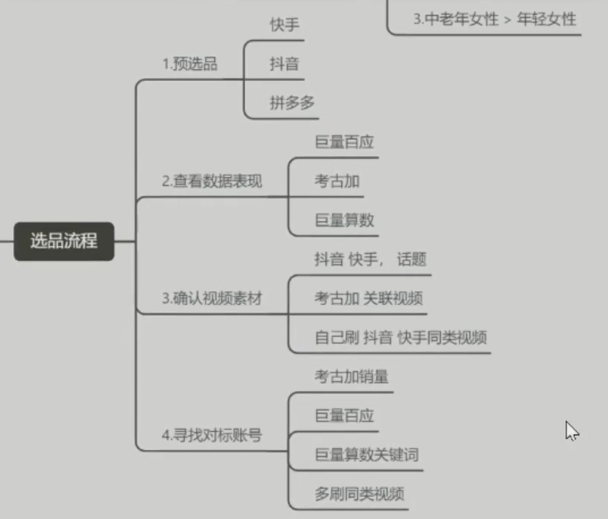 3.中老年女性 > 年轻女性
选品流程
1.预选品
快手
抖音
拼多多
2.查看数据表现
巨量百应
考古加
巨量算数
3.确认视频素材
抖音 快手， 话题
考古加 关联视频
自己刷 抖音 快手同类视频
4.寻找对标账号
考古加销量
巨量百应
巨量算数关键词
多刷同类视频